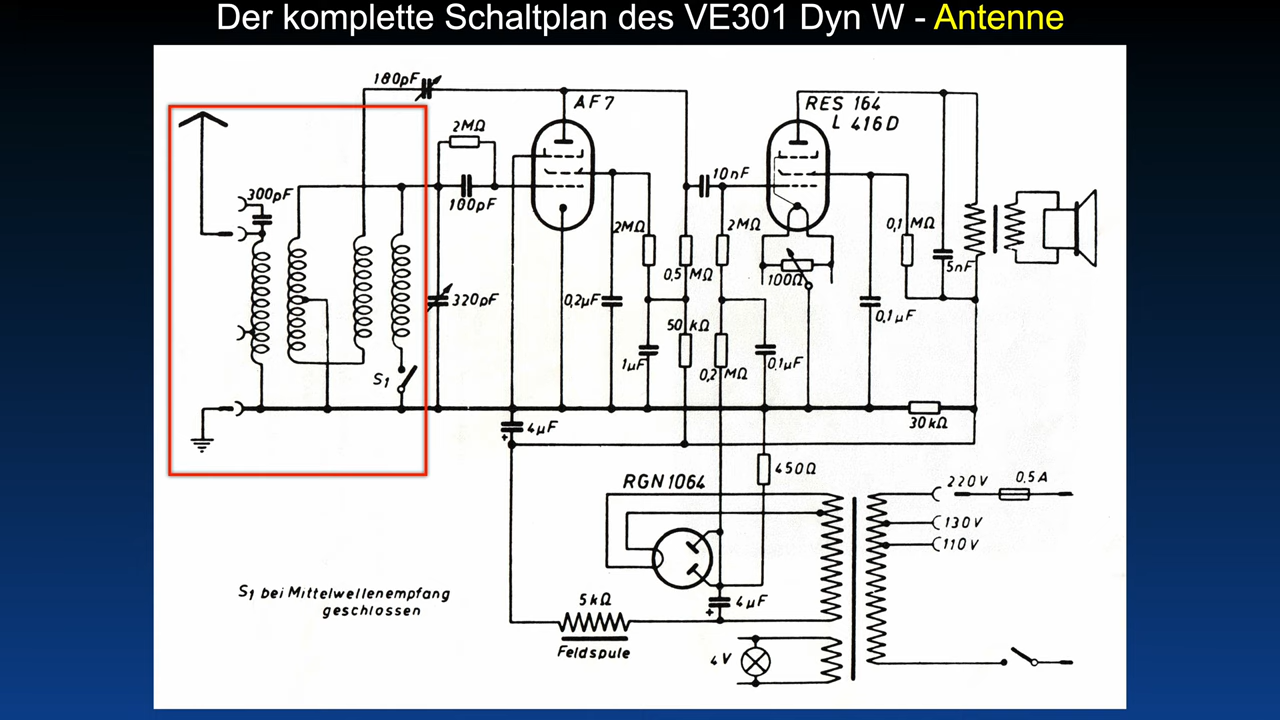 Der komplette Schaltplan des VE301 Dyn W - Antenne
180pF
AF7
RES 164
L 416D
2MΩ
300pF
100pF
10nF
2MΩ
0,5 MΩ
2MΩ
0,1 MΩ
100Ω
5nF
320pF
0,2µF
0,1µF
50 kΩ
1µF
0,2 MΩ
0,1µF
S1
30kΩ
+ 4µF
450Ω
RGN1064
220V
0,5A
130V
110V
S1 bei Mittelwellenempfang
geschlossen
5kΩ
+ 4µF
Feldspule
4V